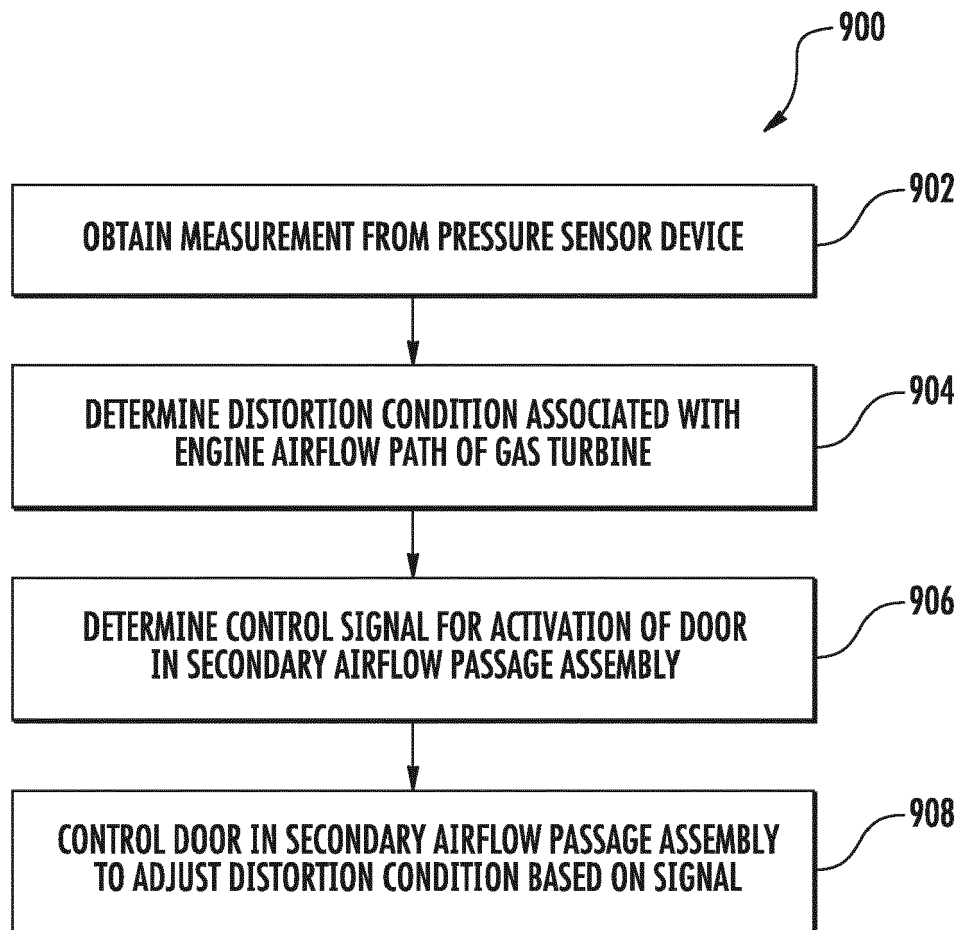 900
902
OBTAIN MEASUREMENT FROM PRESSURE SENSOR DEVICE
904
DETERMINE DISTORTION CONDITION ASSOCIATED WITH
ENGINE AIRFLOW PATH OF GAS TURBINE
906
DETERMINE CONTROL SIGNAL FOR ACTIVATION OF DOOR
IN SECONDARY AIRFLOW PASSAGE ASSEMBLY
908
CONTROL DOOR IN SECONDARY AIRFLOW PASSAGE ASSEMBLY
TO ADJUST DISTORTION CONDITION BASED ON SIGNAL